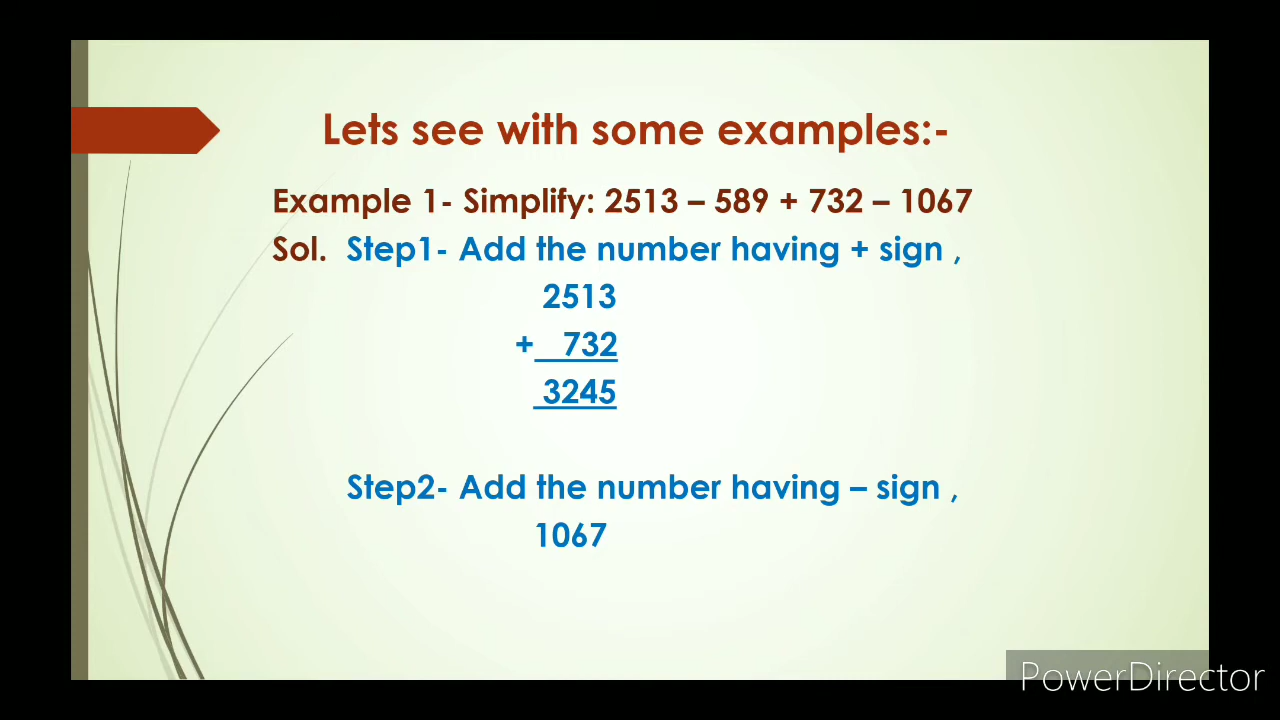 Lets see with some examples:-
Example 1- Simplify: 2513 – 589 + 732 – 1067
Sol. Step1- Add the number having + sign ,
2513
+ 732
3245
Step2- Add the number having – sign ,
1067
PowerDirector